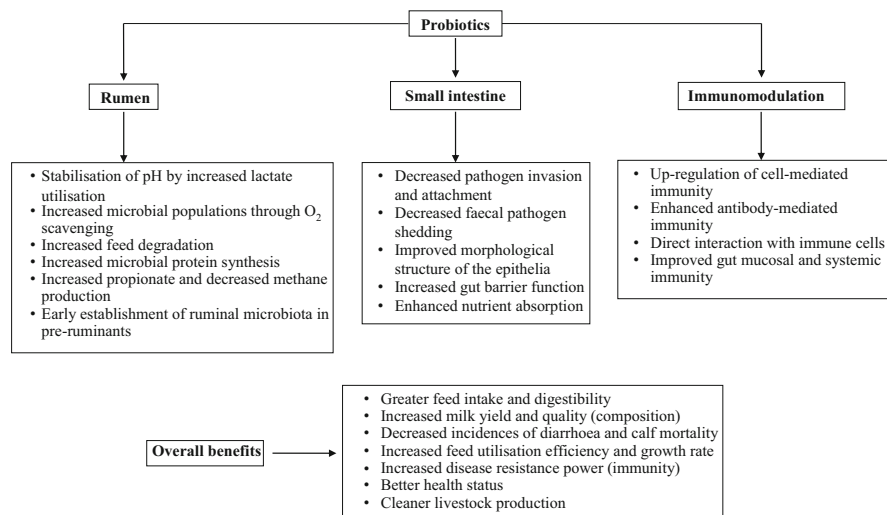 Probiotics
Rumen
Small intestine
Immunomodulation
• Stabilisation of pH by increased lactate
utilisation
• Increased microbial populations through O₂
scavenging
• Increased feed degradation
• Increased microbial protein synthesis
• Increased propionate and decreased methane
production
• Early establishment of ruminal microbiota in
pre-ruminants
• Decreased pathogen invasion
and attachment
• Decreased faecal pathogen
shedding
• Improved morphological
structure of the epithelia
• Increased gut barrier function
• Enhanced nutrient absorption
• Up-regulation of cell-mediated
immunity
• Enhanced antibody-mediated
immunity
• Direct interaction with immune cells
• Improved gut mucosal and systemic
immunity
Overall benefits
• Greater feed intake and digestibility
• Increased milk yield and quality (composition)
• Decreased incidences of diarrhoea and calf mortality
• Increased feed utilisation efficiency and growth rate
• Increased disease resistance power (immunity)
• Better health status
• Cleaner livestock production